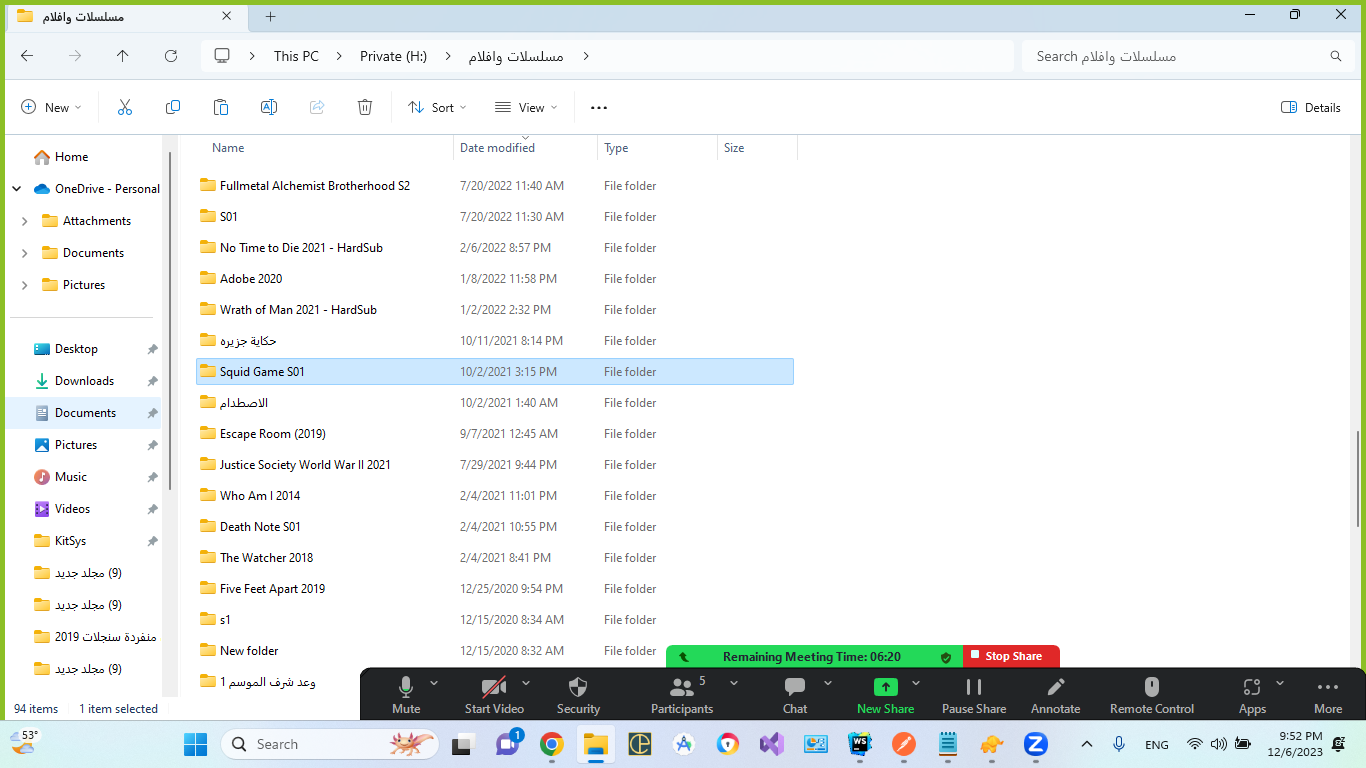 مسلسلات وافلام
This PC
Private (H:)
مسلسلات وافلام
Search مسلسلات وافلام
New
Sort
View
Details
Home
OneDrive - Personal
Attachments
Documents
Pictures
Desktop
Downloads
Documents
Pictures
Music
Videos
KitSys
مجلد جديد (9)
مجلد جديد (9)
منفردة سنجلات 2019
مجلد جديد (9)
Name Date modified Type Size
Fullmetal Alchemist Brotherhood S2 7/20/2022 11:40 AM File folder
S01 7/20/2022 11:30 AM File folder
No Time to Die 2021 - HardSub 2/6/2022 8:57 PM File folder
Adobe 2020 1/8/2022 11:58 PM File folder
Wrath of Man 2021 - HardSub 1/2/2022 2:32 PM File folder
حكاية جزيره 10/11/2021 8:14 PM File folder
Squid Game S01 10/2/2021 3:15 PM File folder
الاصطدام 10/2/2021 1:40 AM File folder
Escape Room (2019) 9/7/2021 12:45 AM File folder
Justice Society World War II 2021 7/29/2021 9:44 PM File folder
Who Am I 2014 2/4/2021 11:01 PM File folder
Death Note S01 2/4/2021 10:55 PM File folder
The Watcher 2018 2/4/2021 8:41 PM File folder
Five Feet Apart 2019 12/25/2020 9:54 PM File folder
s1 12/15/2020 8:34 AM File folder
New folder 12/15/2020 8:32 AM File folder
وعد شرف الموسم 1
94 items 1 item selected
Remaining Meeting Time: 06:20 Stop Share
5
Mute Start Video Security Participants Chat New Share Pause Share Annotate Remote Control Apps More
53°
Search
1
WS
ENG
9:52 PM
12/6/2023